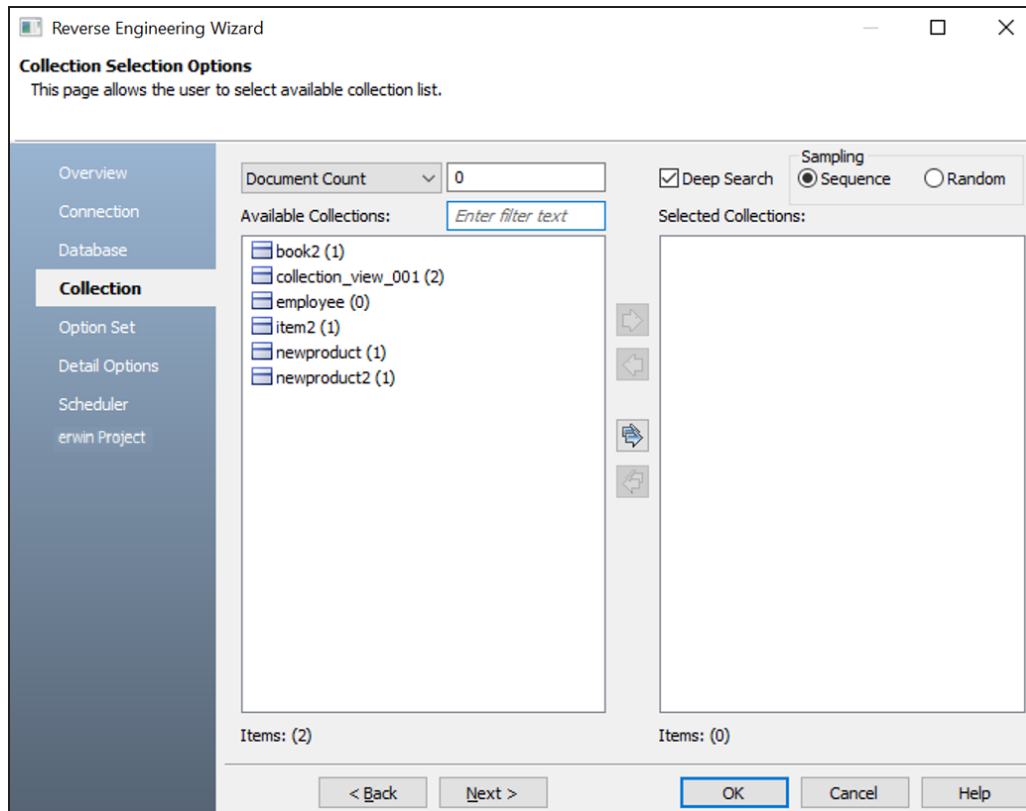 Reverse Engineering Wizard
Collection Selection Options
This page allows the user to select available collection list.
Overview
Connection
Database
Collection
Option Set
Detail Options
Scheduler
erwin Project
Document Count
0
Available Collections:
Enter filter text
book2 (1)
collection_view_001 (2)
employee (0)
item2 (1)
newproduct (1)
newproduct2 (1)
Items: (2)
Deep Search
Sampling
Sequence
Random
Selected Collections:
Items: (0)
< Back
Next >
OK
Cancel
Help